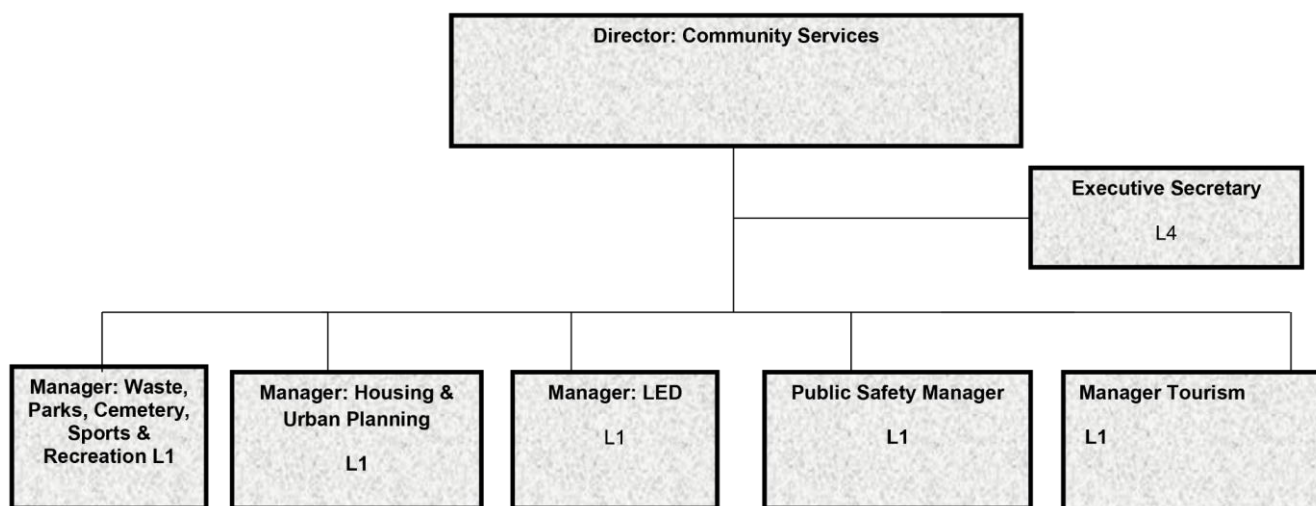 Director: Community Services
Executive Secretary
L4
Manager: Waste,
Parks, Cemetery,
Sports &
Recreation L1
Manager: Housing &
Urban Planning
L1
Manager: LED
L1
Public Safety Manager
L1
Manager Tourism
L1